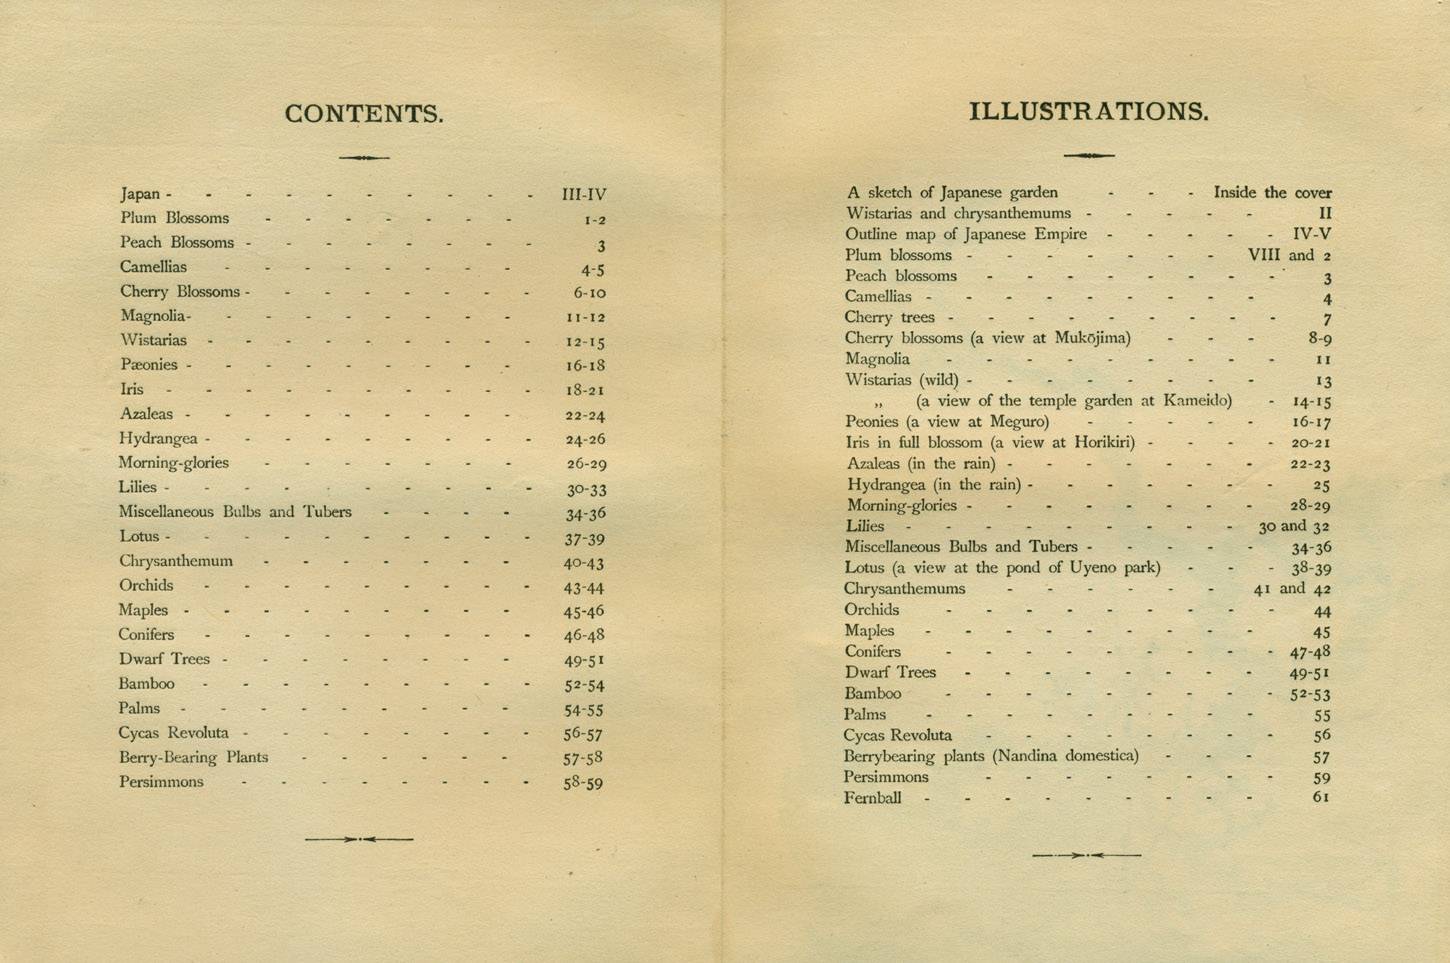 CONTENTS.
Japan - - - - - - - - - - III-IV
Plum Blossoms - - - - - - - 1-2
Peach Blossoms - - - - - - - - 3
Camellias - - - - - - - - 4-5
Cherry Blossoms - - - - - - - - 6-10
Magnolia- - - - - - - - - 11-12
Wistarias - - - - - - - - - 12-15
Pæonies - - - - - - - - - 16-18
Iris - - - - - - - - - - 18-21
Azaleas - - - - - - - - - 22-24
Hydrangea - - - - - - - - - 24-26
Morning-glories - - - - - - - 26-29
Lilies - - - - - - - - - - 30-33
Miscellaneous Bulbs and Tubers - - - - 34-36
Lotus - - - - - - - - - - 37-39
Chrysanthemum - - - - - - - 40-43
Orchids - - - - - - - - 43-44
Maples - - - - - - - - - 45-46
Conifers - - - - - - - - - 46-48
Dwarf Trees - - - - - - - - 49-51
Bamboo - - - - - - - - - 52-54
Palms - - - - - - - - - 54-55
Cycas Revoluta - - - - - - - - 56-57
Berry-Bearing Plants - - - - - - 57-58
Persimmons - - - - - - - - 58-59
ILLUSTRATIONS.
A sketch of Japanese garden - - - Inside the cover
Wistarias and chrysanthemums - - - - - II
Outline map of Japanese Empire - - - - - IV-V
Plum blossoms - - - - - - - VIII and 2
Peach blossoms - - - - - - - - 3
Camellias - - - - - - - - - 4
Cherry trees - - - - - - - - - 7
Cherry blossoms (a view at Mukōjima) - - - 8-9
Magnolia - - - - - - - - - 11
Wistarias (wild) - - - - - - - - 13
„ (a view of the temple garden at Kameido) - 14-15
Peonies (a view at Meguro) - - - - - 16-17
Iris in full blossom (a view at Horikiri) - - - - 20-21
Azaleas (in the rain) - - - - - - - 22-23
Hydrangea (in the rain) - - - - - - - 25
Morning-glories - - - - - - - - 28-29
Lilies - - - - - - - - - 30 and 32
Miscellaneous Bulbs and Tubers - - - - - 34-36
Lotus (a view at the pond of Uyeno park) - - - 38-39
Chrysanthemums - - - - - - 41 and 42
Orchids - - - - - - - - - 44
Maples - - - - - - - - - 45
Conifers - - - - - - - - - 47-48
Dwarf Trees - - - - - - - - 49-51
Bamboo - - - - - - - - - 52-53
Palms - - - - - - - - - 55
Cycas Revoluta - - - - - - - - 56
Berrybearing plants (Nandina domestica) - - - 57
Persimmons - - - - - - - - 59
Fernball - - - - - - - - - 61